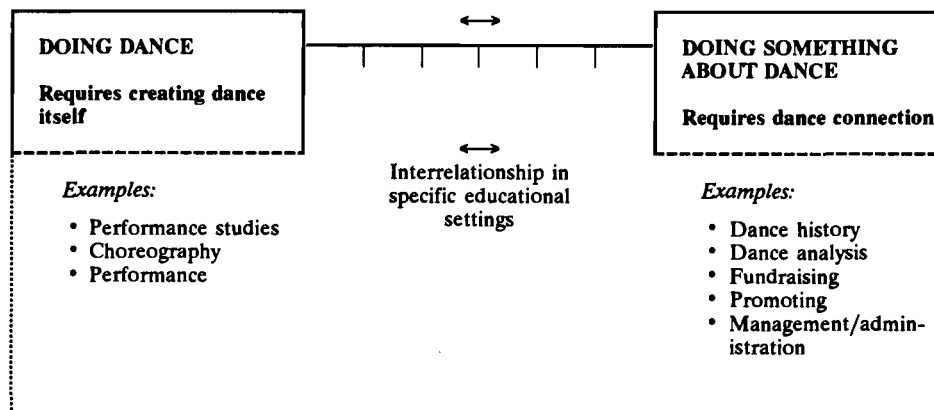 DOING DANCE
Requires creating dance
itself
Examples:
• Performance studies
• Choreography
• Performance
Interrelationship in
specific educational
settings
DOING SOMETHING
ABOUT DANCE
Requires dance connection
Examples:
• Dance history
• Dance analysis
• Fundraising
• Promoting
• Management/admin-
istration